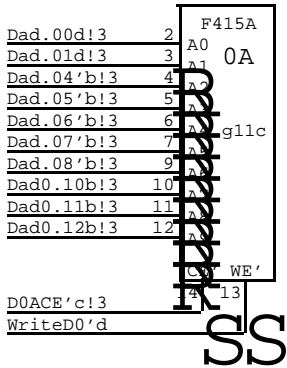 F415A
Dad.00d!3 2 A0 0A
Dad.01d!3 3 A1
Dad.04'b!3 4
Dad.05'b!3 5
Dad.06'b!3 6 g11c
Dad.07'b!3 7
Dad.08'b!3 9
Dad0.10b!3 10
Dad0.11b!3 11
Dad0.12b!3 12
WE'
14 13
D0ACE'c!3
WriteD0'd
SS